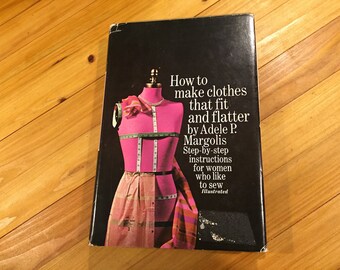 How to
make clothes
that fit
and flatter
by Adele P.
Margolis
Step-by-step
instructions
for women
who like
to sew
Illustrated